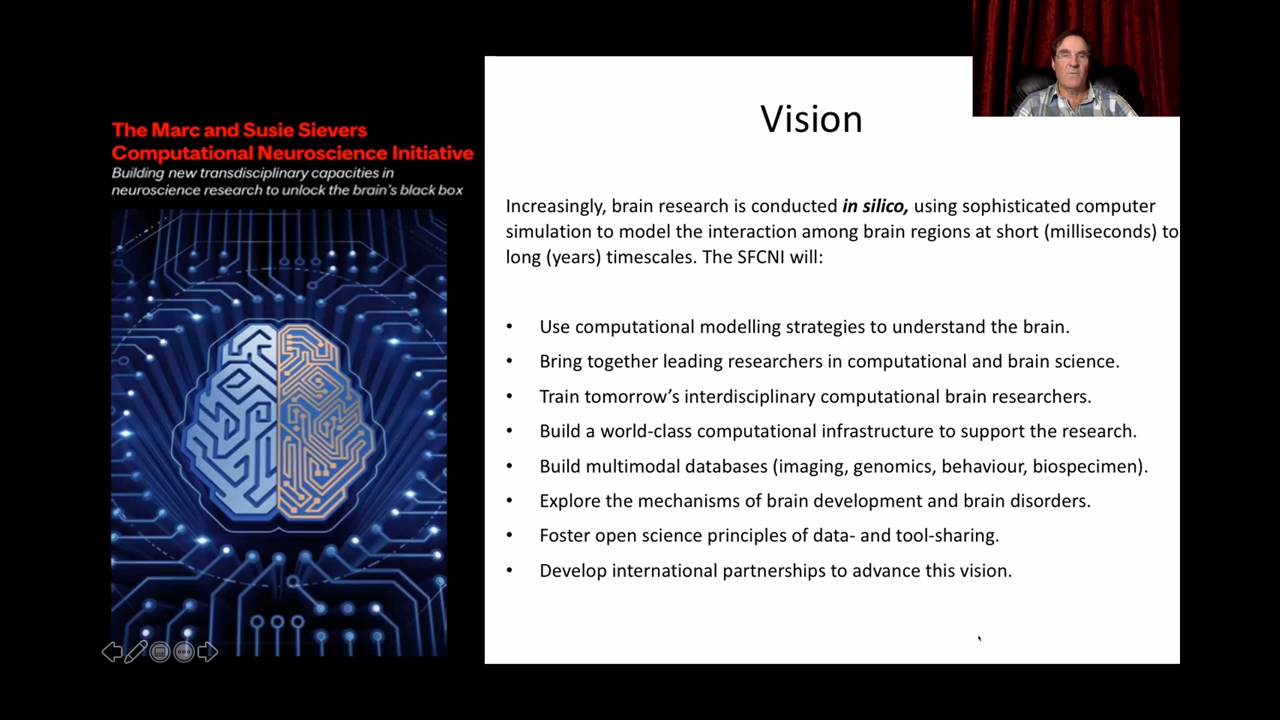 The Marc and Susie Sievers
Computational Neuroscience Initiative
Building new transdisciplinary capacities in
neuroscience research to unlock the brain's black box
Vision
Increasingly, brain research is conducted in silico, using sophisticated computer
simulation to model the interaction among brain regions at short (milliseconds) to
long (years) timescales. The SFCNI will:
• Use computational modelling strategies to understand the brain.
• Bring together leading researchers in computational and brain science.
• Train tomorrow's interdisciplinary computational brain researchers.
• Build a world-class computational infrastructure to support the research.
• Build multimodal databases (imaging, genomics, behaviour, biospecimen).
• Explore the mechanisms of brain development and brain disorders.
• Foster open science principles of data- and tool-sharing.
• Develop international partnerships to advance this vision.